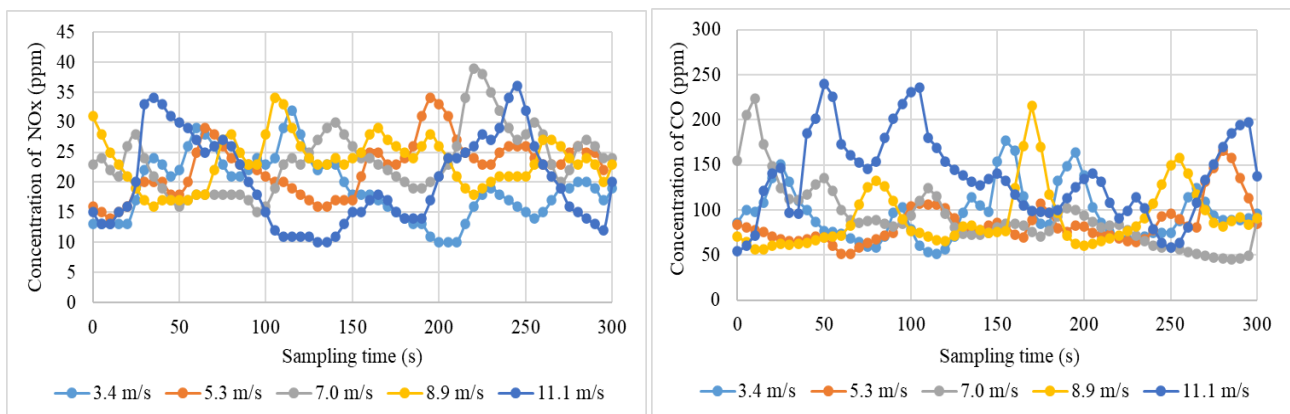 Concentration of NOx (ppm)
45
40
35
30
25
20
15
10
5
0
0 50 100 150 200 250 300
Sampling time (s)
3.4 m/s 5.3 m/s 7.0 m/s 8.9 m/s 11.1 m/s
Concentration of CO (ppm)
300
250
200
150
100
50
0
0 50 100 150 200 250 300
Sampling time (s)
3.4 m/s 5.3 m/s 7.0 m/s 8.9 m/s 11.1 m/s